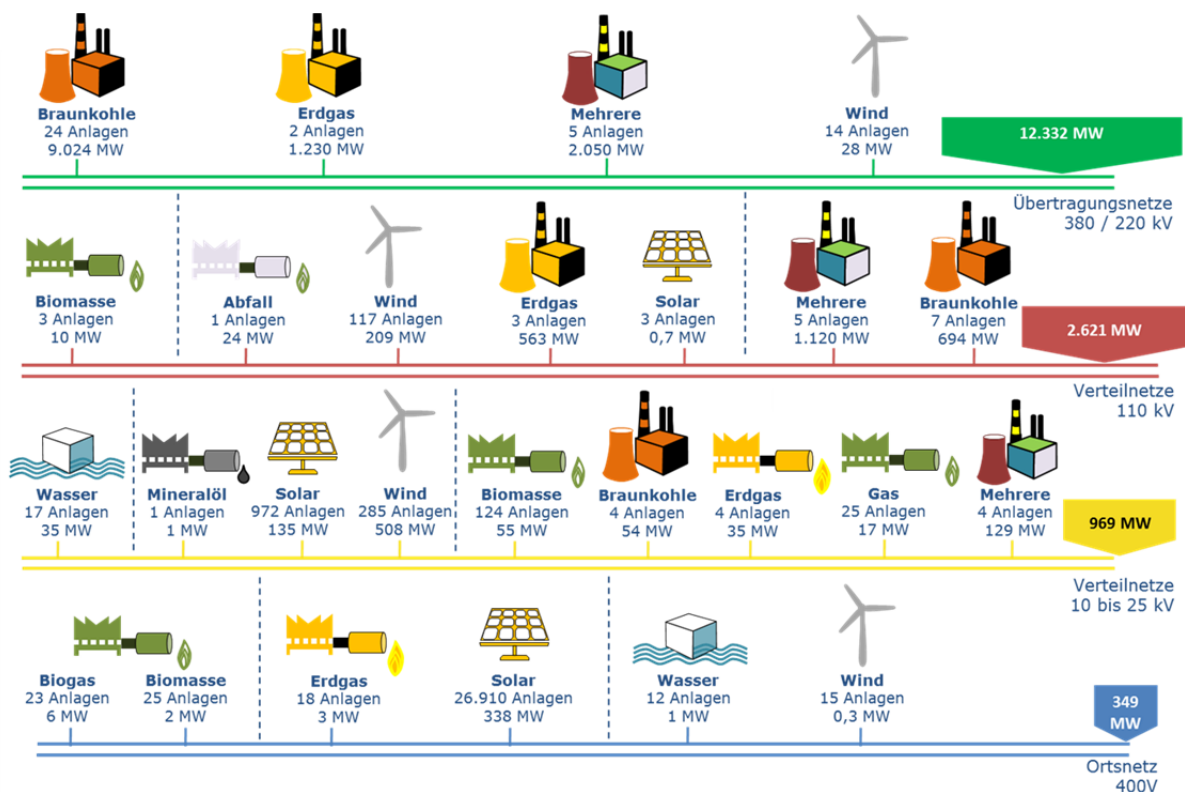 Braunkohle
24 Anlagen
9.024 MW
Erdgas
2 Anlagen
1.230 MW
Mehrere
5 Anlagen
2.050 MW
Wind
14 Anlagen
28 MW
12.332 MW
Übertragungsnetze
380 / 220 kV
Biomasse
3 Anlagen
10 MW
Abfall
1 Anlagen
24 MW
Wind
117 Anlagen
209 MW
Erdgas
3 Anlagen
563 MW
Solar
3 Anlagen
0,7 MW
Mehrere
5 Anlagen
1.120 MW
Braunkohle
7 Anlagen
694 MW
2.621 MW
Verteilnetze
110 kV
Wasser
17 Anlagen
35 MW
Mineralöl
1 Anlagen
1 MW
Solar
972 Anlagen
135 MW
Wind
285 Anlagen
508 MW
Biomasse
124 Anlagen
55 MW
Braunkohle
4 Anlagen
54 MW
Erdgas
4 Anlagen
35 MW
Gas
25 Anlagen
17 MW
Mehrere
4 Anlagen
129 MW
969 MW
Verteilnetze
10 bis 25 kV
Biogas
23 Anlagen
6 MW
Biomasse
25 Anlagen
2 MW
Erdgas
18 Anlagen
3 MW
Solar
26.910 Anlagen
338 MW
Wasser
12 Anlagen
1 MW
Wind
15 Anlagen
0,3 MW
349
MW
Ortsnetz
400V